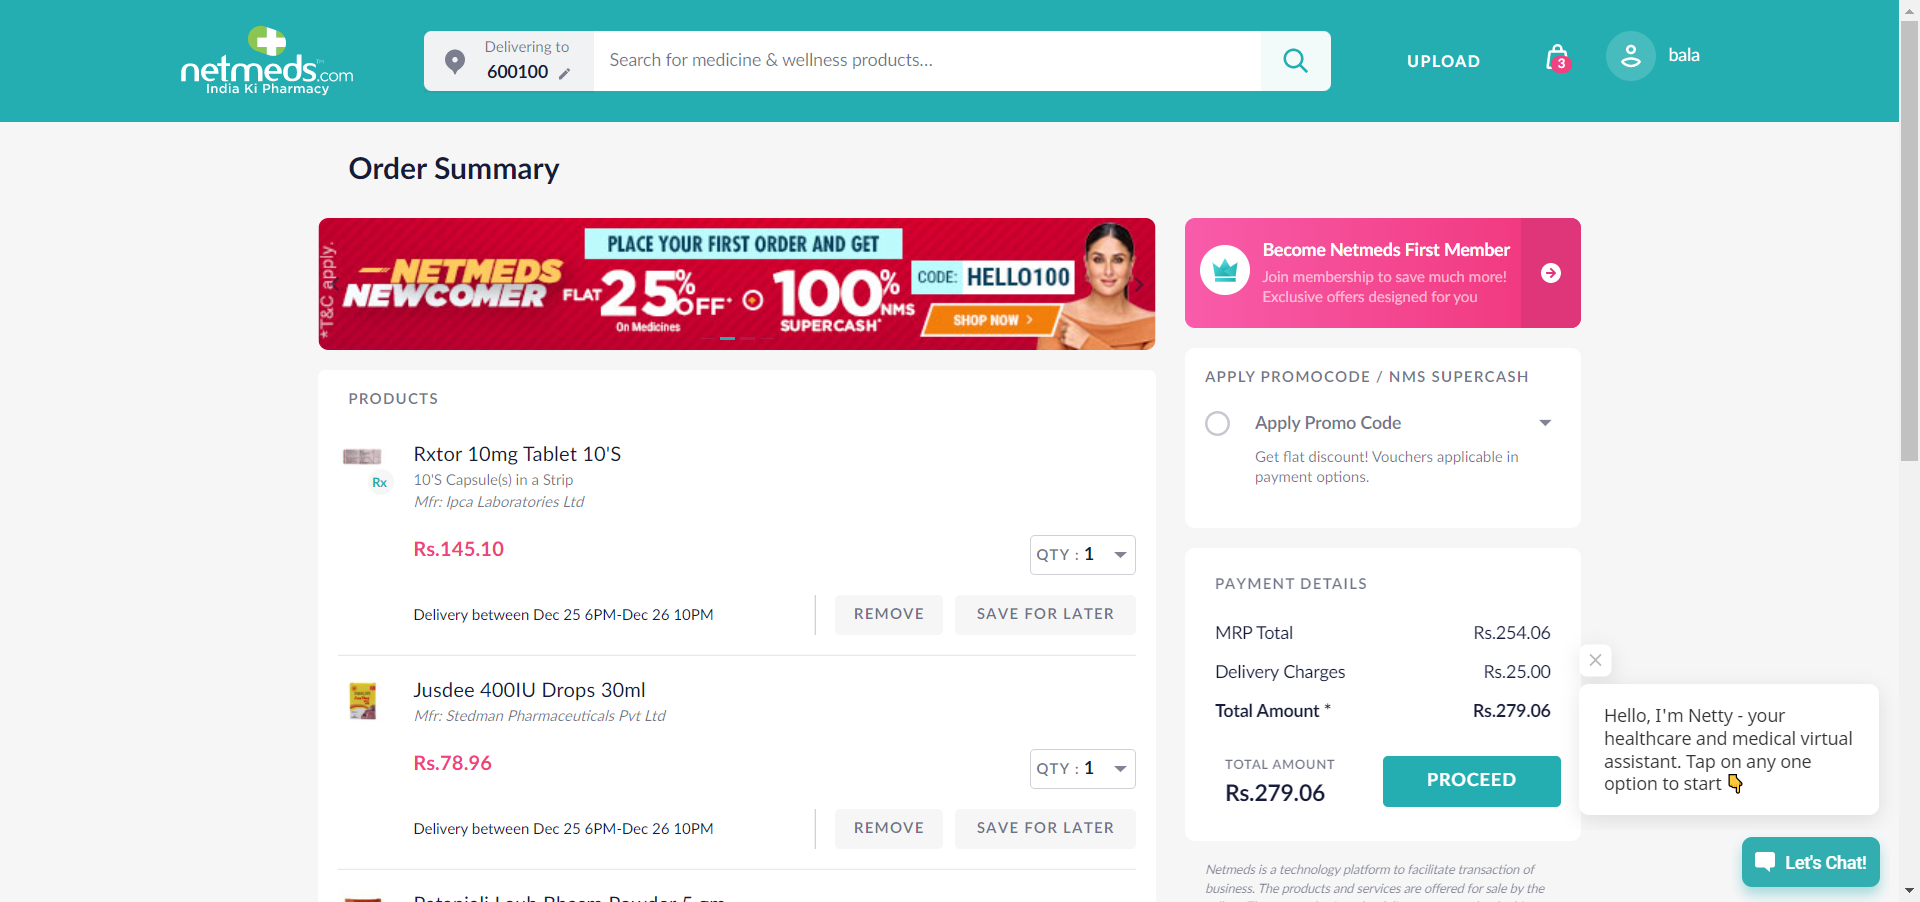 netmeds.com
India Ki Pharmacy
Delivering to
600100
Search for medicine & wellness products...
UPLOAD
3
bala
Order Summary
*T&C apply.
NETMEDS
NEWCOMER
PLACE YOUR FIRST ORDER AND GET
FLAT 25% OFF*
On Medicines
100% NMS
SUPERCASH*
CODE: HELLO100
SHOP NOW >
Become Netmeds First Member
Join membership to save much more!
Exclusive offers designed for you
APPLY PROMOCODE / NMS SUPERCASH
Apply Promo Code
Get flat discount! Vouchers applicable in
payment options.
PRODUCTS
Rx
Rxtor 10mg Tablet 10'S
10'S Capsule(s) in a Strip
Mfr: Ipca Laboratories Ltd
Rs.145.10
QTY : 1
Delivery between Dec 25 6PM-Dec 26 10PM
REMOVE
SAVE FOR LATER
Jusdee 400IU Drops 30ml
Mfr: Stedman Pharmaceuticals Pvt Ltd
Rs.78.96
QTY : 1
Delivery between Dec 25 6PM-Dec 26 10PM
REMOVE
SAVE FOR LATER
Patanjali Lauh Bhasm Powder 5 gm
PAYMENT DETAILS
MRP Total Rs.254.06
Delivery Charges Rs.25.00
Total Amount * Rs.279.06
TOTAL AMOUNT
Rs.279.06
PROCEED
Netmeds is a technology platform to facilitate transaction of
business. The products and services are offered for sale by the
Hello, I'm Netty - your
healthcare and medical virtual
assistant. Tap on any one
option to start 👇
Let's Chat!